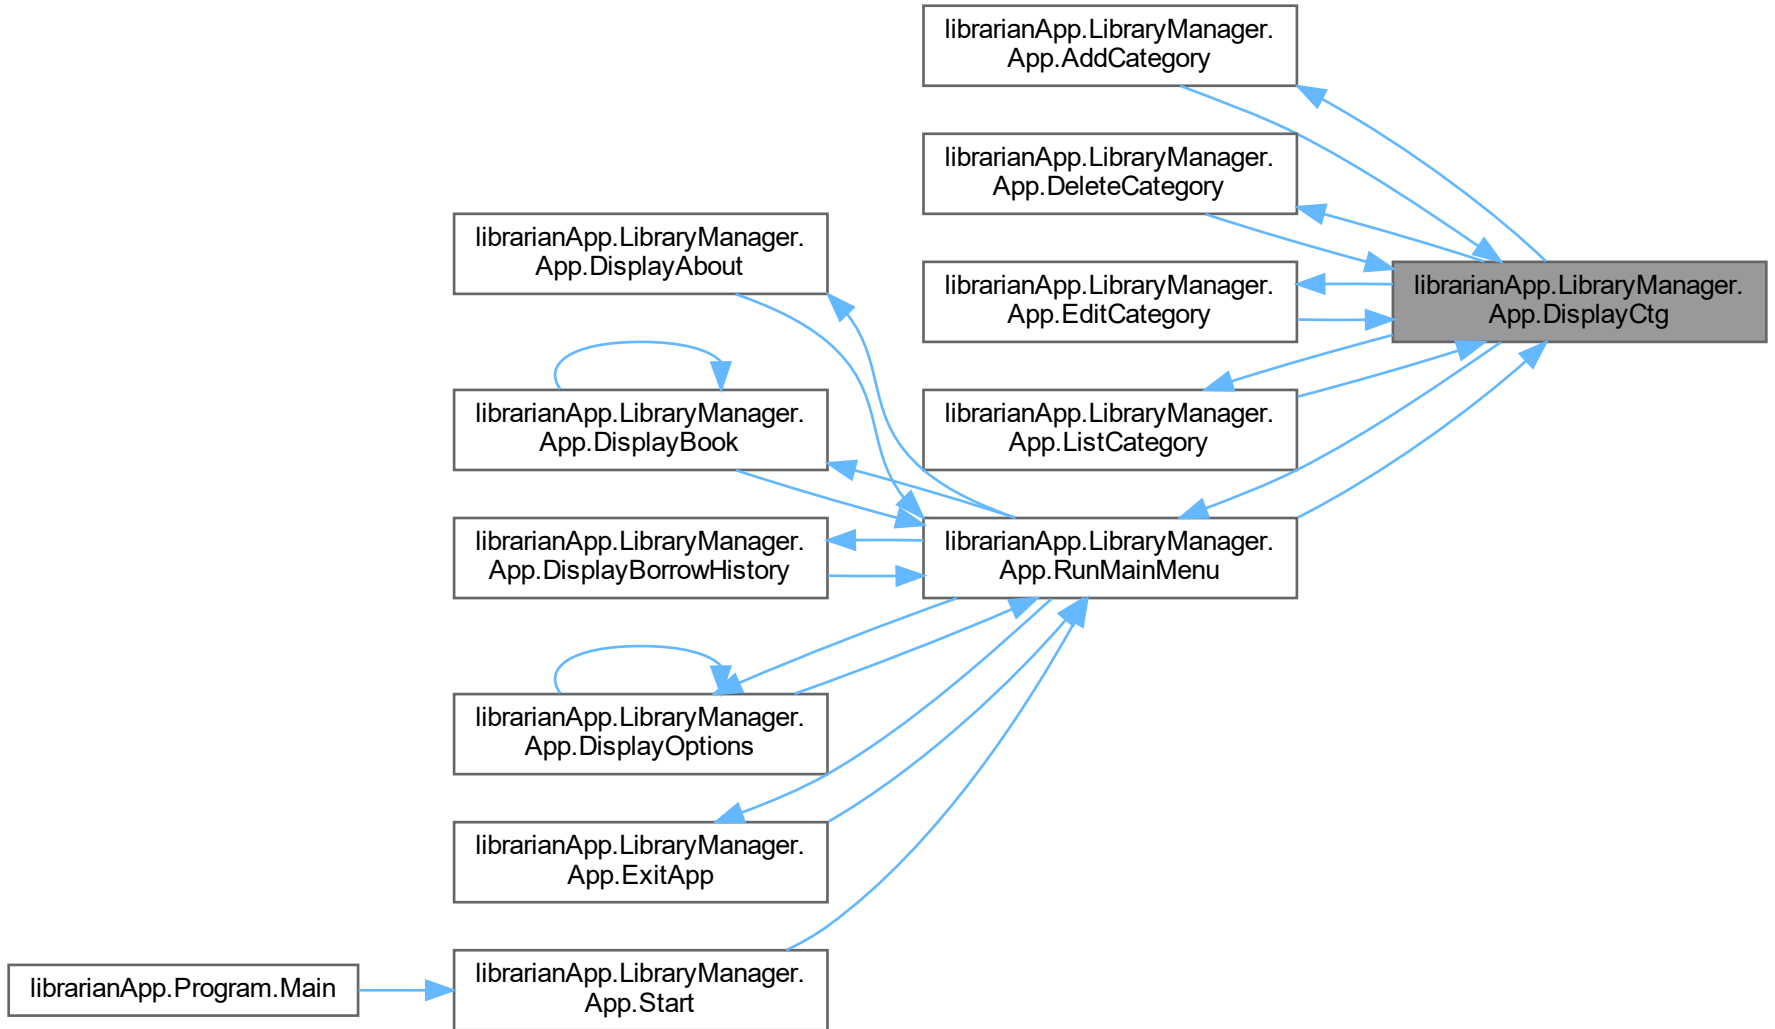 librarianApp.LibraryManager.
App.AddCategory
librarianApp.LibraryManager.
App.DeleteCategory
librarianApp.LibraryManager.
App.DisplayAbout
librarianApp.LibraryManager.
App.EditCategory
librarianApp.LibraryManager.
App.DisplayCtg
librarianApp.LibraryManager.
App.DisplayBook
librarianApp.LibraryManager.
App.ListCategory
librarianApp.LibraryManager.
App.DisplayBorrowHistory
librarianApp.LibraryManager.
App.RunMainMenu
librarianApp.LibraryManager.
App.DisplayOptions
librarianApp.LibraryManager.
App.ExitApp
librarianApp.Program.Main
librarianApp.LibraryManager.
App.Start